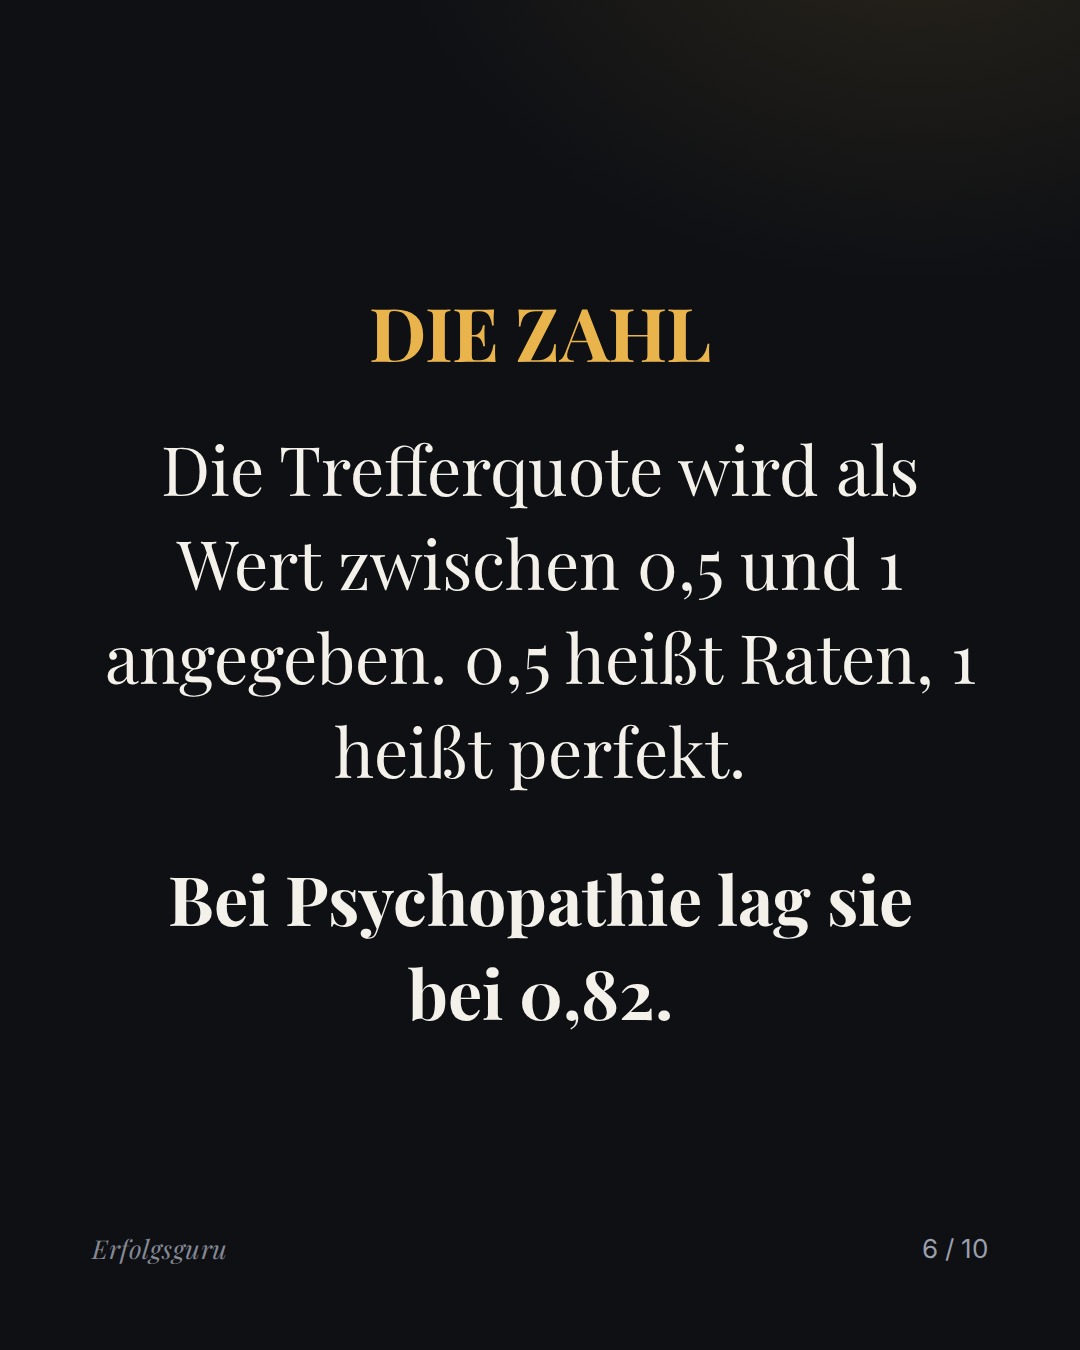 DIE ZAHL
Die Trefferquote wird als
Wert zwischen 0,5 und 1
angegeben. 0,5 heißt Raten, 1
heißt perfekt.
Bei Psychopathie lag sie
bei 0,82.
Erfolgsguru
6 / 10